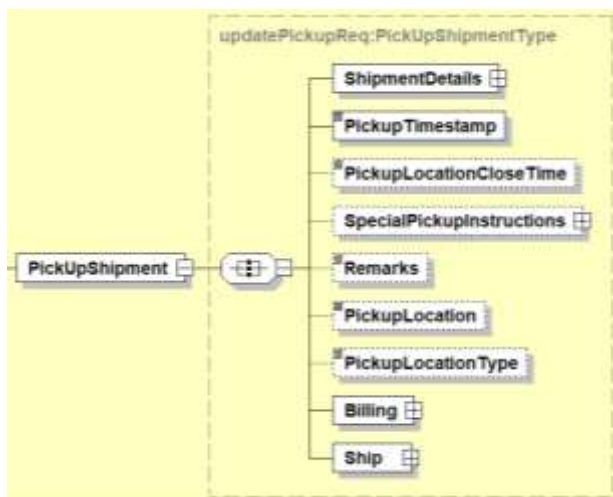 updatePickupReq:PickUpShipmentType
ShipmentDetails
PickupTimestamp
PickupLocationCloseTime
SpecialPickupInstructions
PickUpShipment
Remarks
PickupLocation
PickupLocationType
Billing
Ship